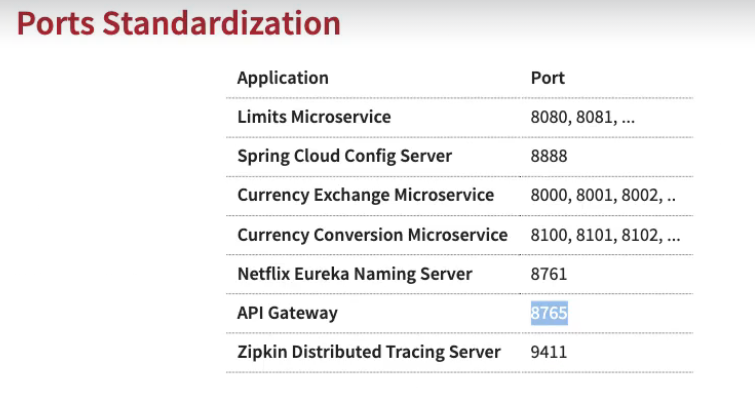 Ports Standardization
Application Port
Limits Microservice 8080, 8081, ...
Spring Cloud Config Server 8888
Currency Exchange Microservice 8000, 8001, 8002, ..
Currency Conversion Microservice 8100, 8101, 8102, ...
Netflix Eureka Naming Server 8761
API Gateway 8765
Zipkin Distributed Tracing Server 9411